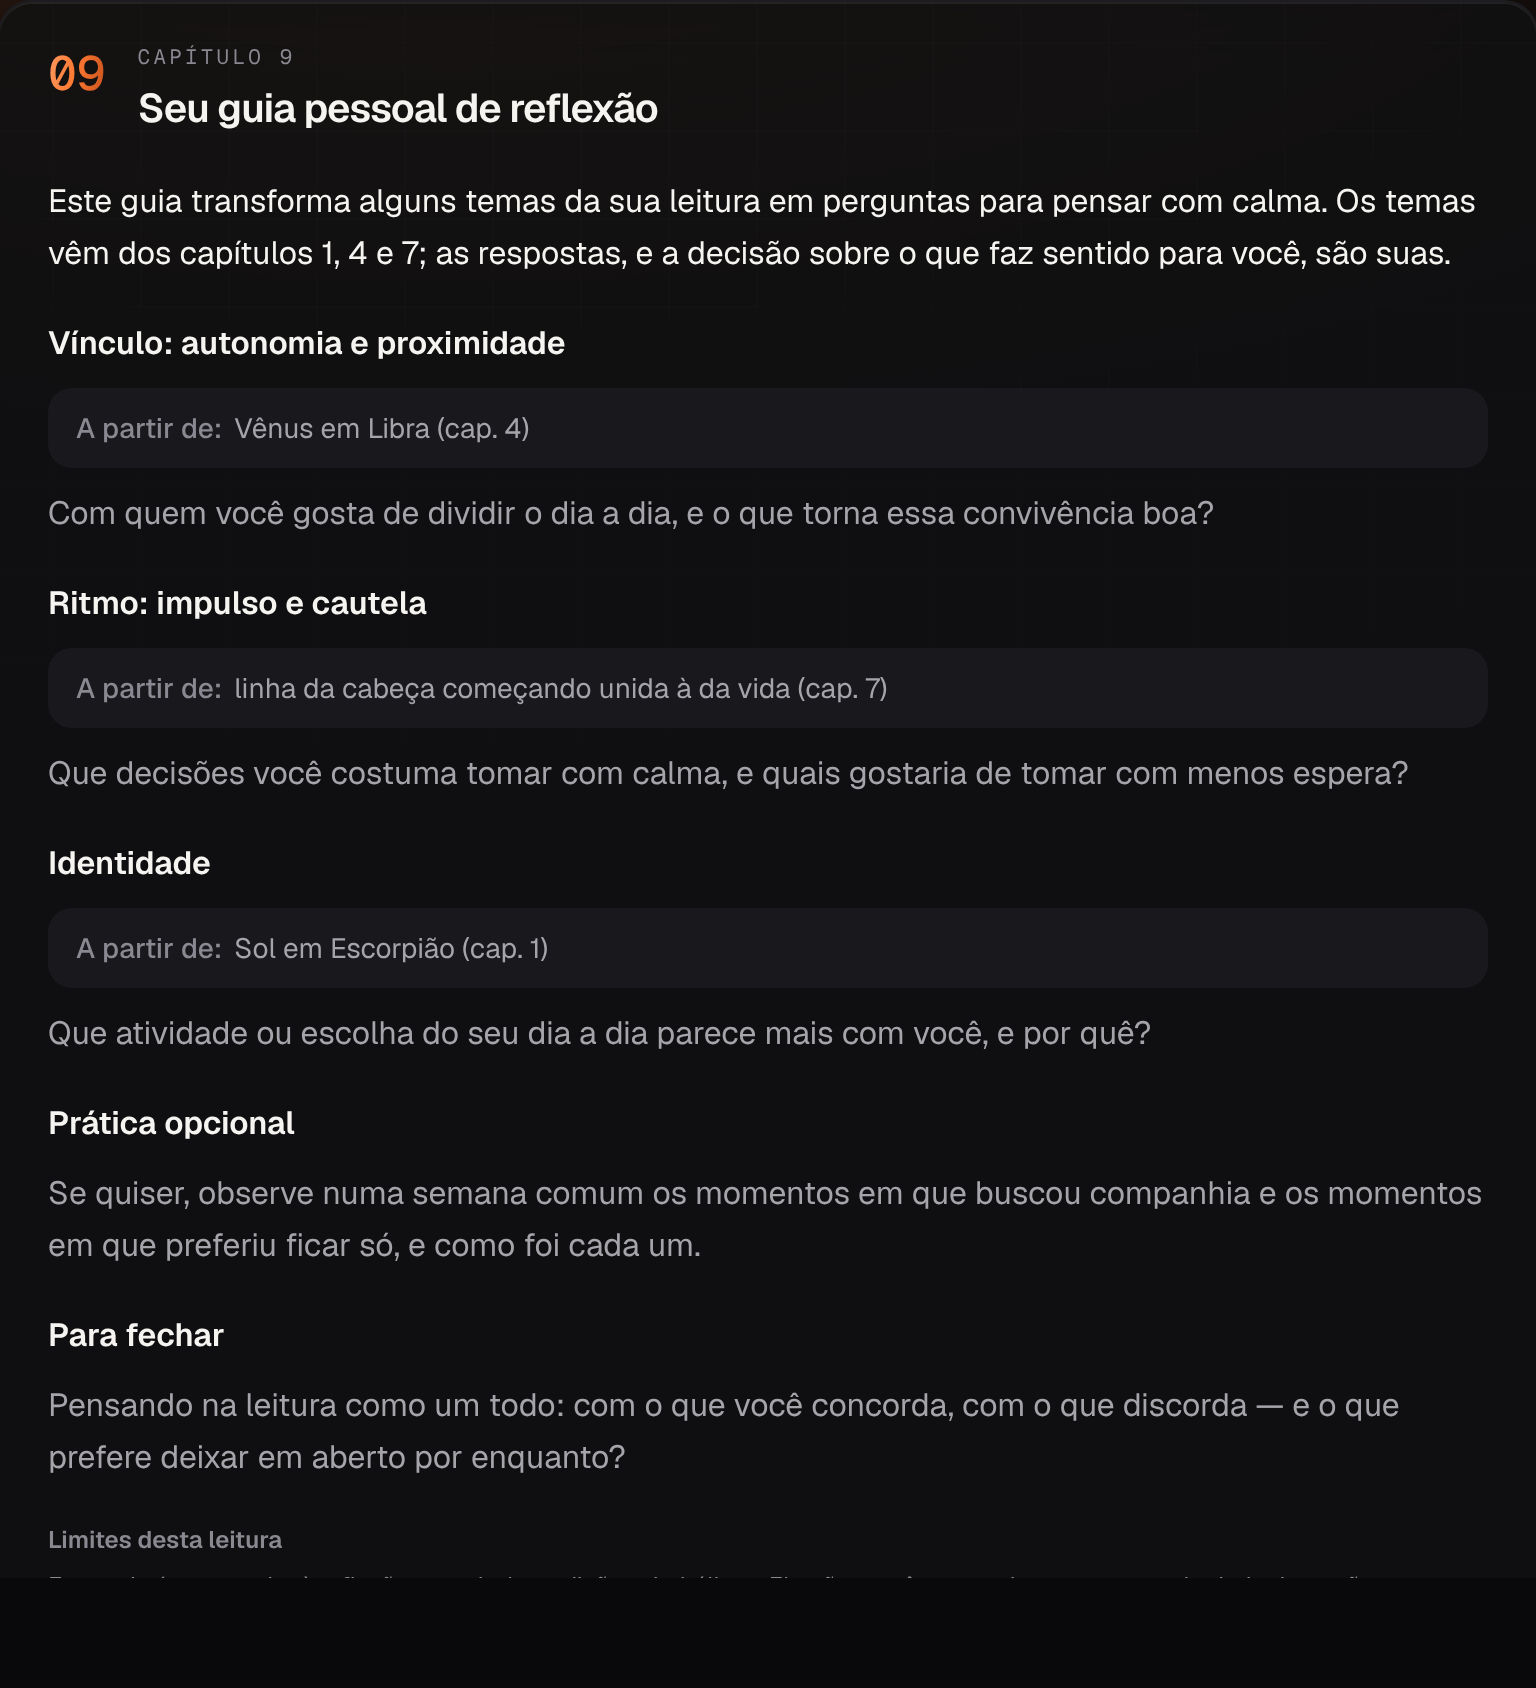 09
CAPÍTULO 9
Seu guia pessoal de reflexão
Este guia transforma alguns temas da sua leitura em perguntas para pensar com calma. Os temas
vêm dos capítulos 1, 4 e 7; as respostas, e a decisão sobre o que faz sentido para você, são suas.
Vínculo: autonomia e proximidade
A partir de: Vênus em Libra (cap. 4)
Com quem você gosta de dividir o dia a dia, e o que torna essa convivência boa?
Ritmo: impulso e cautela
A partir de: linha da cabeça começando unida à da vida (cap. 7)
Que decisões você costuma tomar com calma, e quais gostaria de tomar com menos espera?
Identidade
A partir de: Sol em Escorpião (cap. 1)
Que atividade ou escolha do seu dia a dia parece mais com você, e por quê?
Prática opcional
Se quiser, observe numa semana comum os momentos em que buscou companhia e os momentos
em que preferiu ficar só, e como foi cada um.
Para fechar
Pensando na leitura como um todo: com o que você concorda, com o que discorda — e o que
prefere deixar em aberto por enquanto?
Limites desta leitura